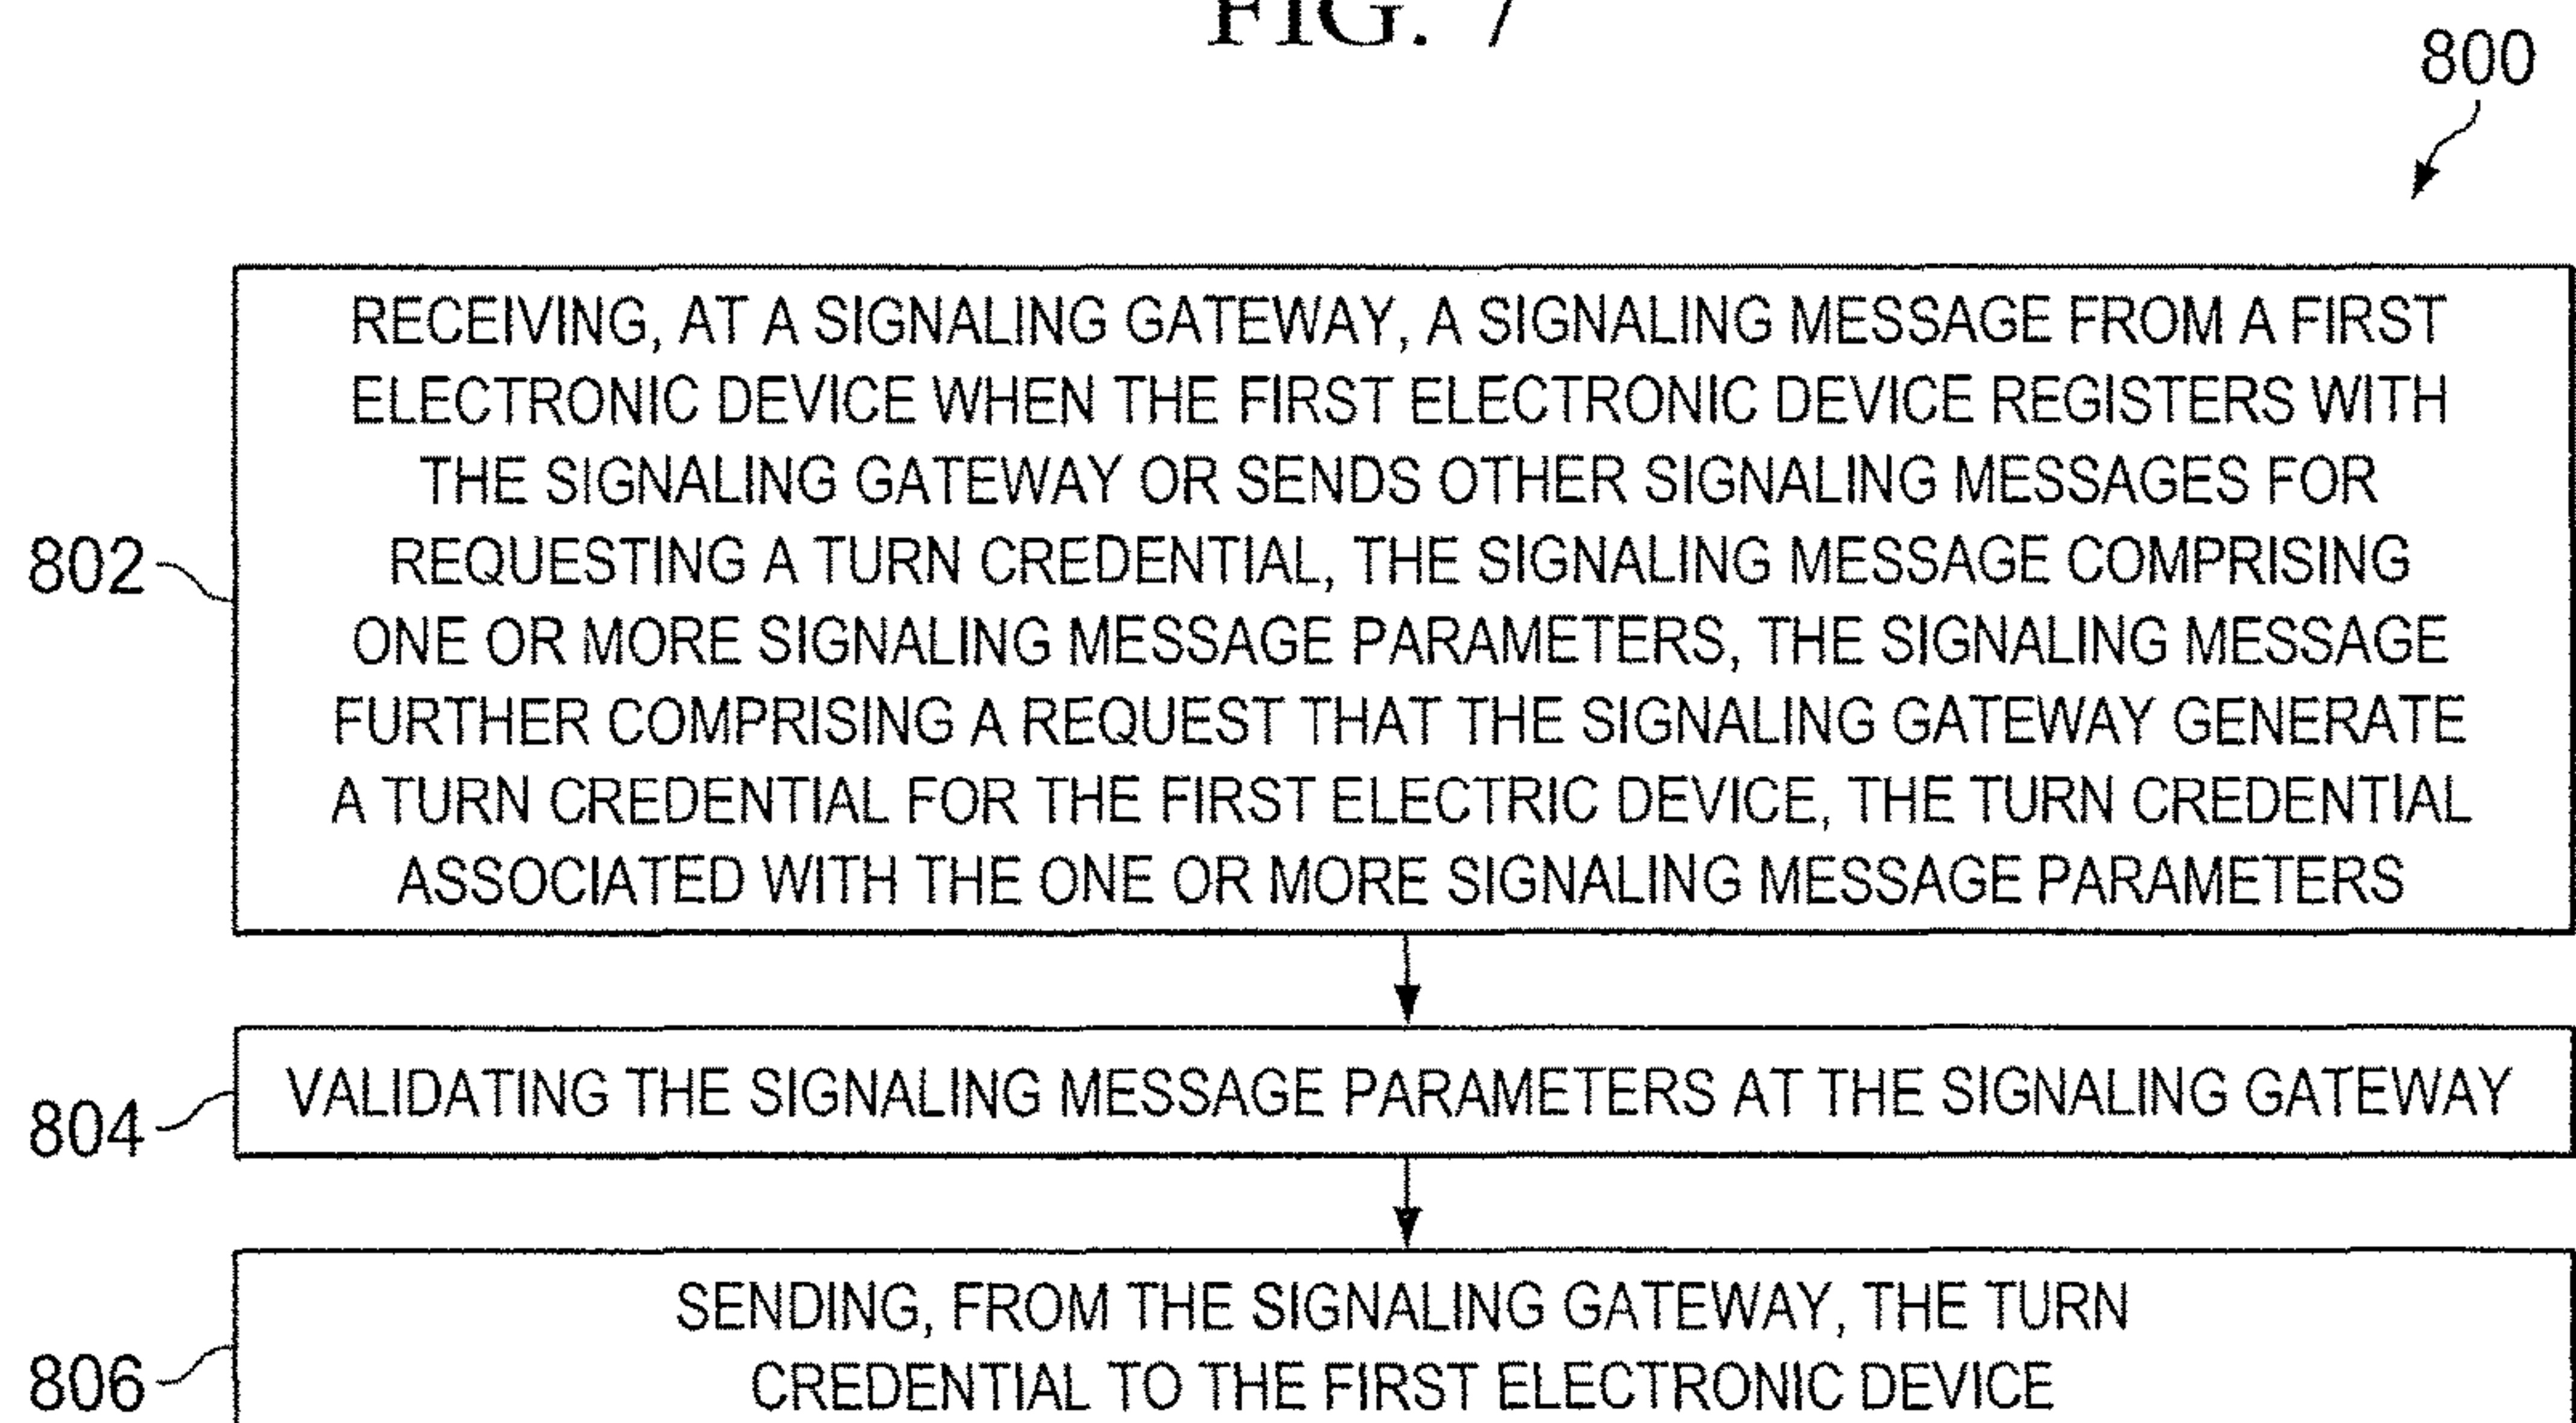 FIG. 7
800
RECEIVING, AT A SIGNALING GATEWAY, A SIGNALING MESSAGE FROM A FIRST
ELECTRONIC DEVICE WHEN THE FIRST ELECTRONIC DEVICE REGISTERS WITH
THE SIGNALING GATEWAY OR SENDS OTHER SIGNALING MESSAGES FOR
REQUESTING A TURN CREDENTIAL, THE SIGNALING MESSAGE COMPRISING
ONE OR MORE SIGNALING MESSAGE PARAMETERS, THE SIGNALING MESSAGE
FURTHER COMPRISING A REQUEST THAT THE SIGNALING GATEWAY GENERATE
A TURN CREDENTIAL FOR THE FIRST ELECTRIC DEVICE, THE TURN CREDENTIAL
ASSOCIATED WITH THE ONE OR MORE SIGNALING MESSAGE PARAMETERS
802
VALIDATING THE SIGNALING MESSAGE PARAMETERS AT THE SIGNALING GATEWAY
804
SENDING, FROM THE SIGNALING GATEWAY, THE TURN
CREDENTIAL TO THE FIRST ELECTRONIC DEVICE
806